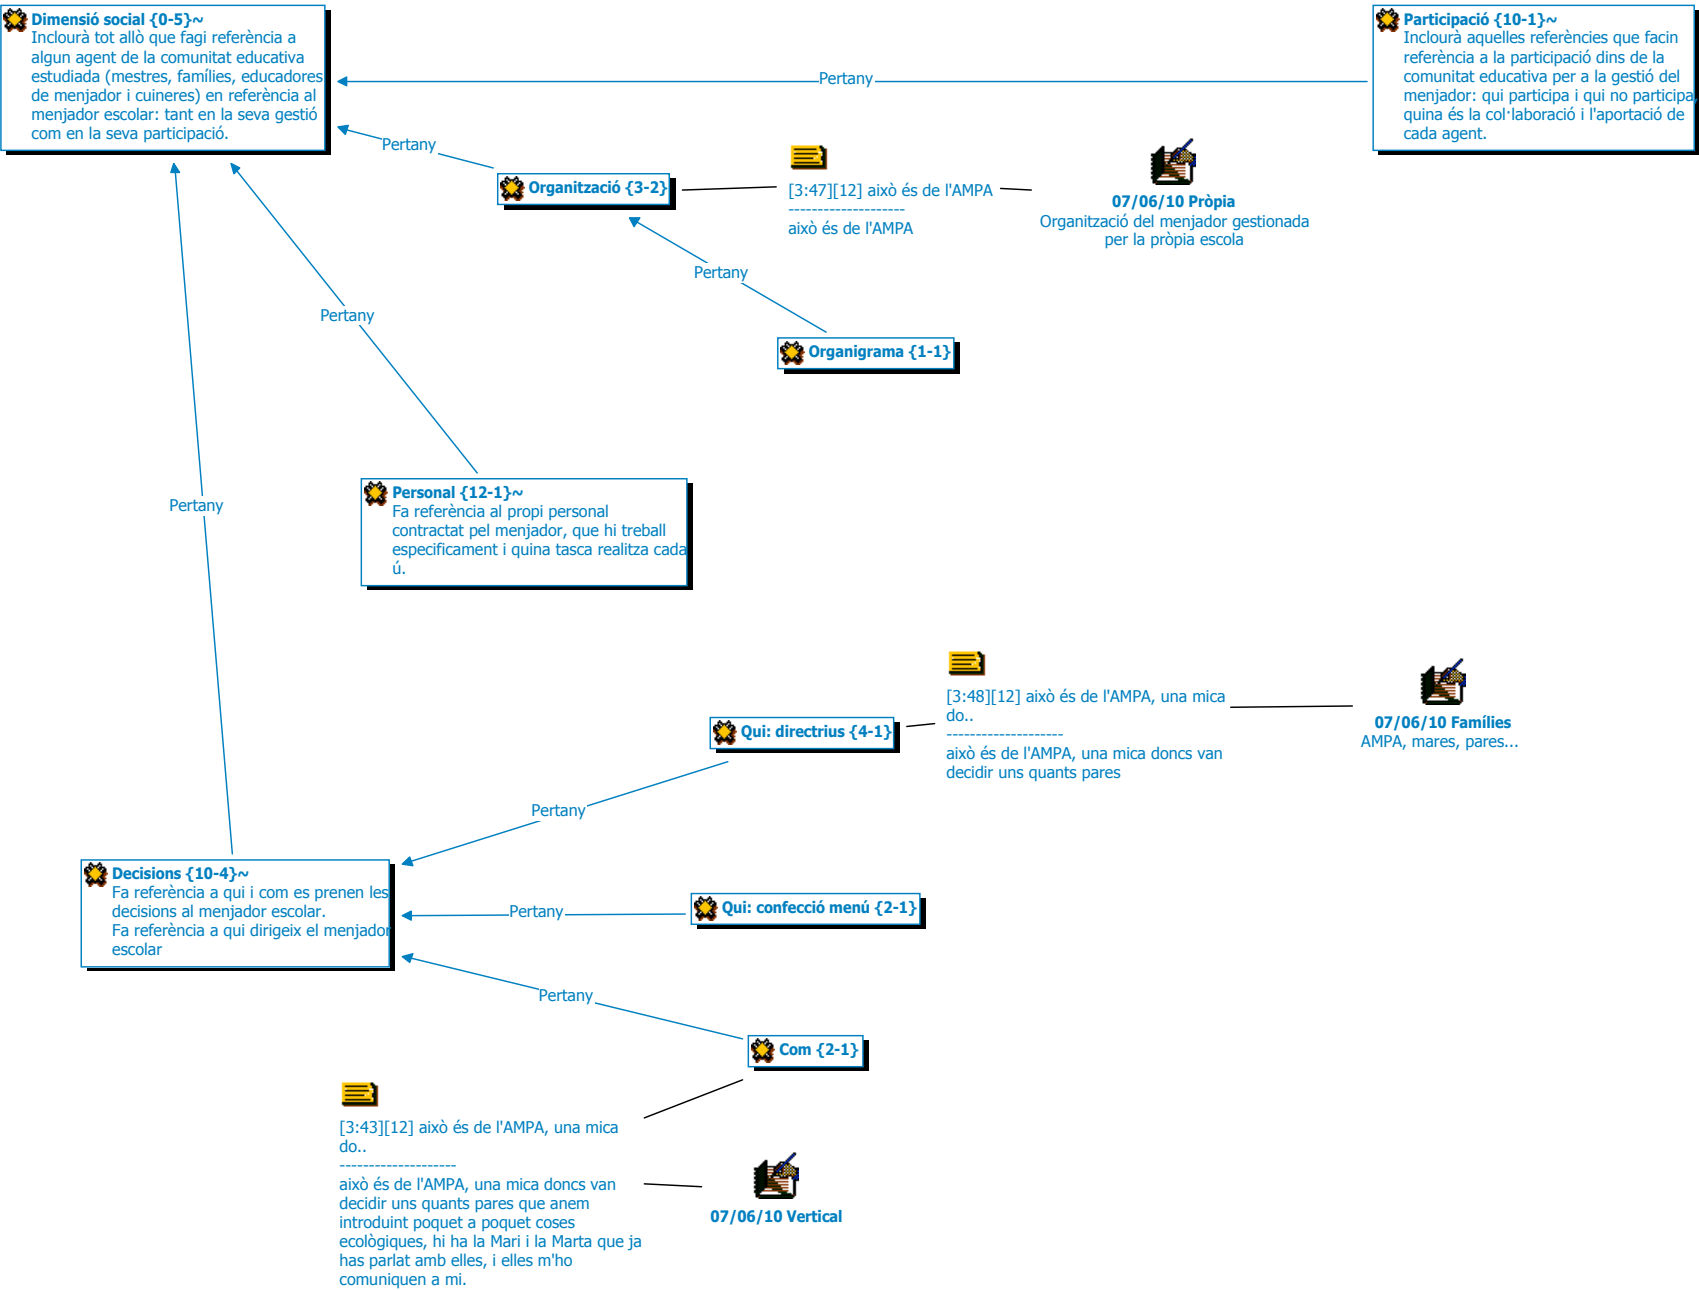 Dimensió social {0-5}~
Inclourà tot allò que fagi referència a
algun agent de la comunitat educativa
estudiada (mestres, famílies, educadores
de menjador i cuineres) en referència al
menjador escolar: tant en la seva gestió
com en la seva participació.
Participació {10-1}~
Inclourà aquelles referències que facin
referència a la participació dins de la
comunitat educativa per a la gestió del
menjador: qui participa i qui no participa,
quina és la col·laboració i l'aportació de
cada agent.
Pertany
Pertany
Organització {3-2}
[3:47][12] això és de l'AMPA
--------------------
això és de l'AMPA
07/06/10 Pròpia
Organització del menjador gestionada
per la pròpia escola
Pertany
Organigrama {1-1}
Pertany
Personal {12-1}~
Fa referència al propi personal
contractat pel menjador, que hi treball
especificament i quina tasca realitza cada
ú.
Pertany
[3:48][12] això és de l'AMPA, una mica
do..
--------------------
això és de l'AMPA, una mica doncs van
decidir uns quants pares
07/06/10 Famílies
AMPA, mares, pares...
Qui: directrius {4-1}
Pertany
Decisions {10-4}~
Fa referència a qui i com es prenen les
decisions al menjador escolar.
Fa referència a qui dirigeix el menjador
escolar
Pertany
Qui: confecció menú {2-1}
Pertany
Com {2-1}
[3:43][12] això és de l'AMPA, una mica
do..
--------------------
això és de l'AMPA, una mica doncs van
decidir uns quants pares que anem
introduint poquet a poquet coses
ecològiques, hi ha la Mari i la Marta que ja
has parlat amb elles, i elles m'ho
comuniquen a mi.
07/06/10 Vertical